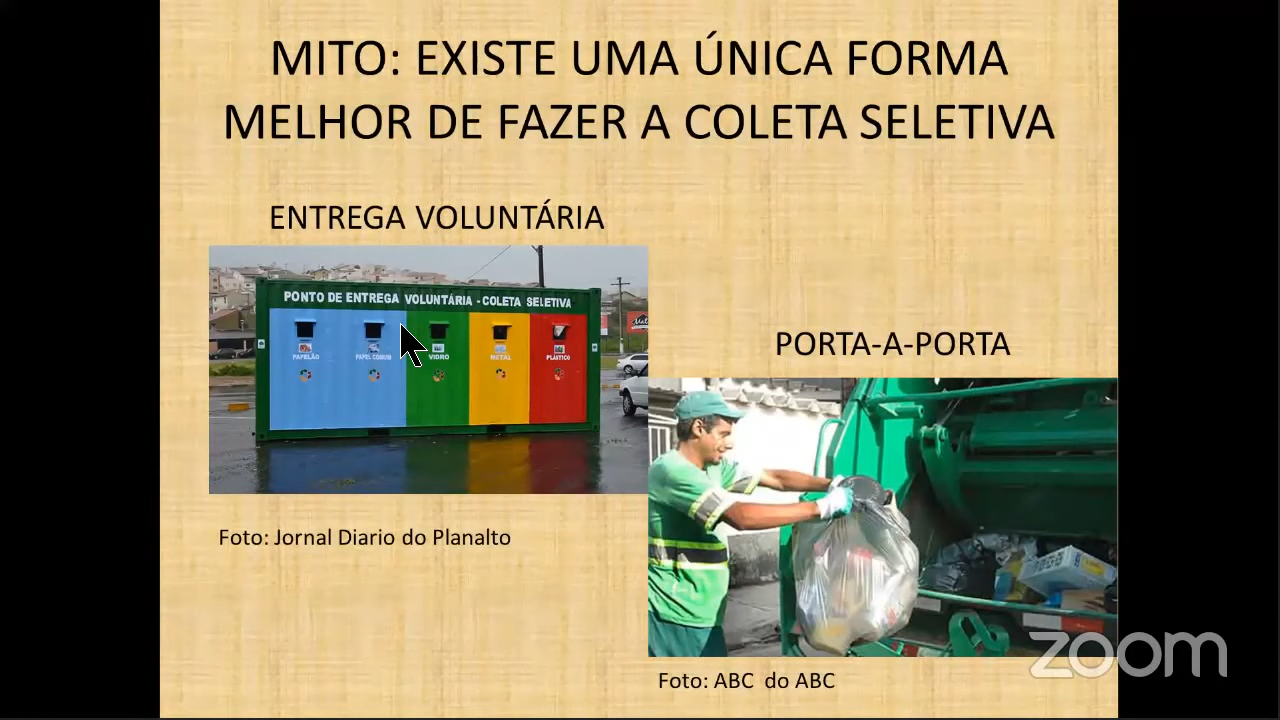 MITO: EXISTE UMA ÚNICA FORMA
MELHOR DE FAZER A COLETA SELETIVA
ENTREGA VOLUNTÁRIA
PONTO DE ENTREGA VOLUNTÁRIA - COLETA SELETIVA
PAPELÃO
PAPEL COMUM
VIDRO
METAL
PLÁSTICO
Foto: Jornal Diario do Planalto
PORTA-A-PORTA
Foto: ABC do ABC
zoom